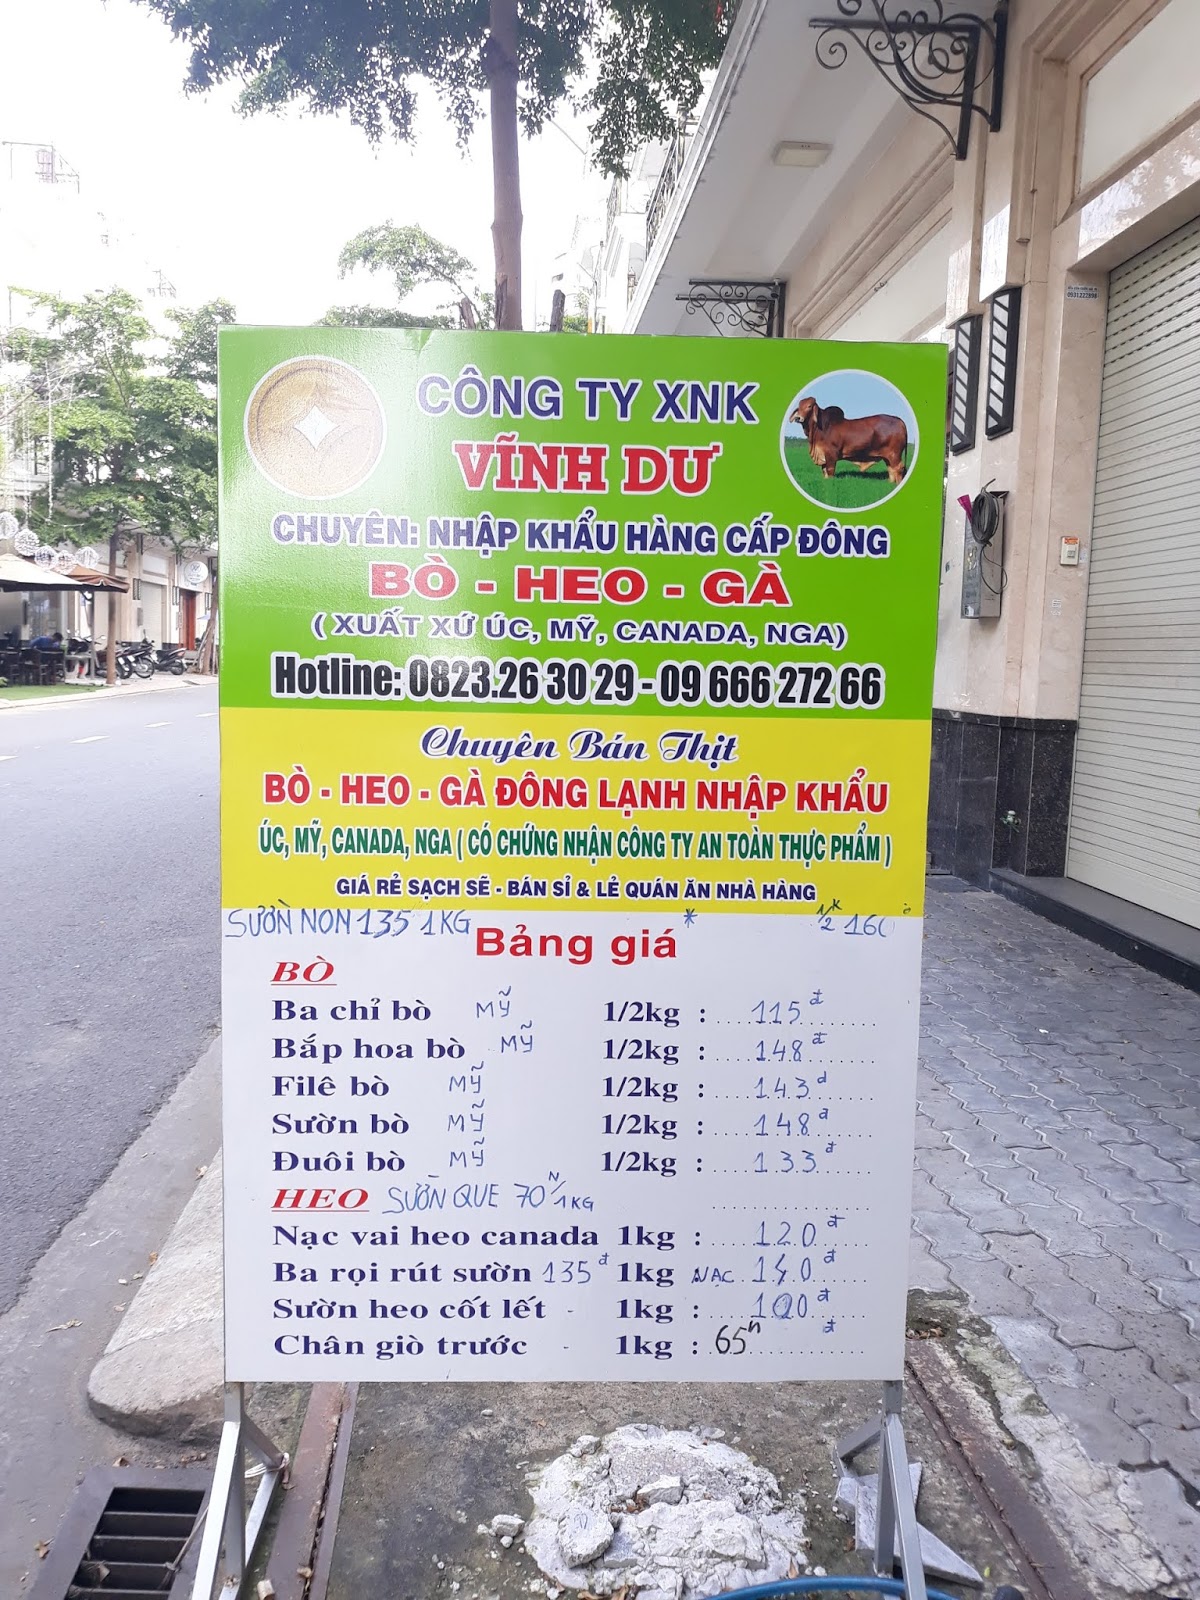 CÔNG TY XNK
VĨNH DƯ
CHUYÊN: NHẬP KHẨU HÀNG CẤP ĐÔNG
BÒ - HEO - GÀ
( XUẤT XỨ ÚC, MỸ, CANADA, NGA)
Hotline: 0823.26 30 29 - 09 666 272 66
Chuyên Bán Thịt
BÒ - HEO - GÀ ĐÔNG LẠNH NHẬP KHẨU
ÚC, MỸ, CANADA, NGA ( CÓ CHỨNG NHẬN CÔNG TY AN TOÀN THỰC PHẨM )
GIÁ RẺ SẠCH SẼ - BÁN SỈ & LẺ QUÁN ĂN NHÀ HÀNG
SƯỜN NON 135 1KG * 1/2K 160
Bảng giá
BÒ
Ba chỉ bò MỸ 1/2kg : 115đ
Bắp hoa bò MỸ 1/2kg : 148đ
Filê bò MỸ 1/2kg : 143đ
Sườn bò MỸ 1/2kg : 148đ
Đuôi bò MỸ 1/2kg : 133đ
HEO SƯỜN QUE 70N/1KG
Nạc vai heo canada 1kg : 120đ
Ba rọi rút sườn 135đ 1kg NẠC 140đ
Sườn heo cốt lết - 1kg : 100đ
Chân giò trước - 1kg : 65n đ
0931222898